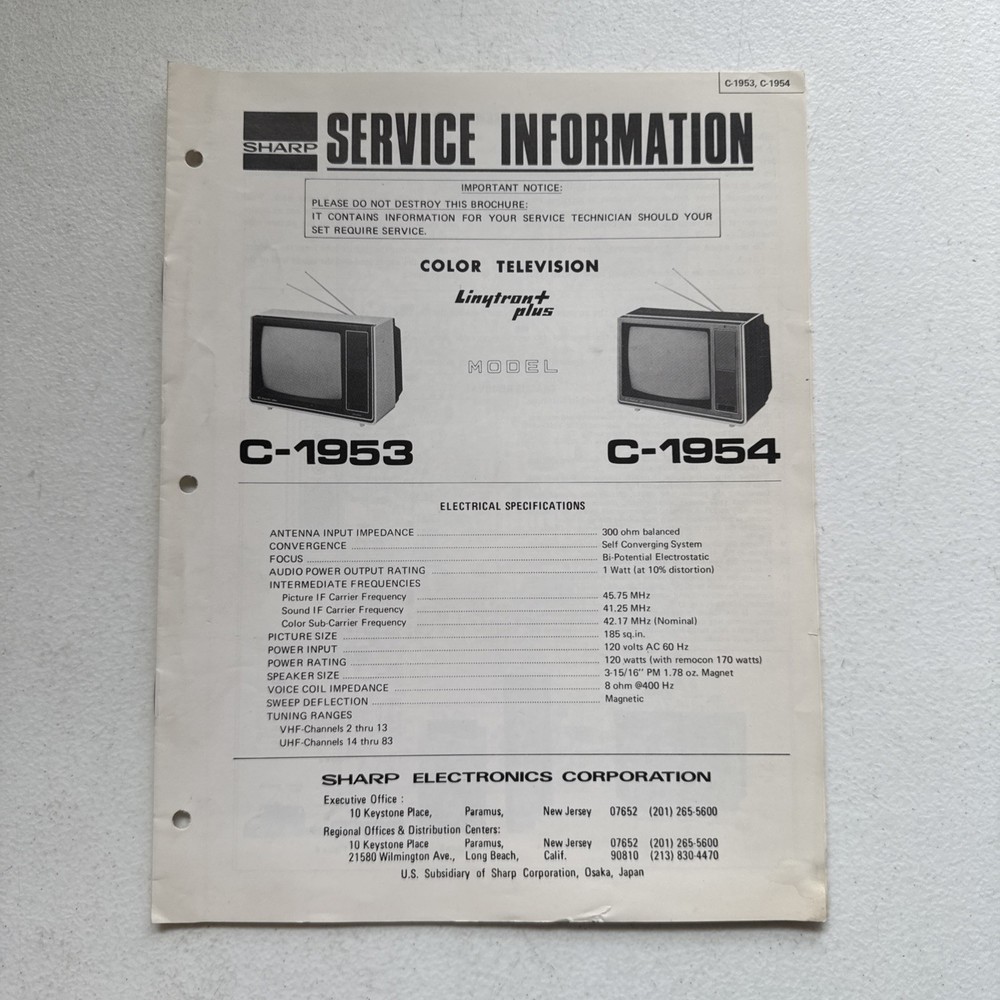 C-1953, C-1954
SHARP SERVICE INFORMATION
IMPORTANT NOTICE:
PLEASE DO NOT DESTROY THIS BROCHURE:
IT CONTAINS INFORMATION FOR YOUR SERVICE TECHNICIAN SHOULD YOUR
SET REQUIRE SERVICE.
COLOR TELEVISION
Linytron+
plus
MODEL
C-1953 C-1954
ELECTRICAL SPECIFICATIONS
ANTENNA INPUT IMPEDANCE 300 ohm balanced
CONVERGENCE Self Converging System
FOCUS Bi-Potential Electrostatic
AUDIO POWER OUTPUT RATING 1 Watt (at 10% distortion)
INTERMEDIATE FREQUENCIES
Picture IF Carrier Frequency 45.75 MHz
Sound IF Carrier Frequency 41.25 MHz
Color Sub-Carrier Frequency 42.17 MHz (Nominal)
PICTURE SIZE 185 sq.in.
POWER INPUT 120 volts AC 60 Hz
POWER RATING 120 watts (with remocon 170 watts)
SPEAKER SIZE 3-15/16" PM 1.78 oz. Magnet
VOICE COIL IMPEDANCE 8 ohm @400 Hz
SWEEP DEFLECTION Magnetic
TUNING RANGES
VHF-Channels 2 thru 13
UHF-Channels 14 thru 83
SHARP ELECTRONICS CORPORATION
Executive Office :
10 Keystone Place, Paramus, New Jersey 07652 (201) 265-5600
Regional Offices & Distribution Centers:
10 Keystone Place Paramus, New Jersey 07652 (201) 265-5600
21580 Wilmington Ave., Long Beach, Calif. 90810 (213) 830-4470
U.S. Subsidiary of Sharp Corporation, Osaka, Japan